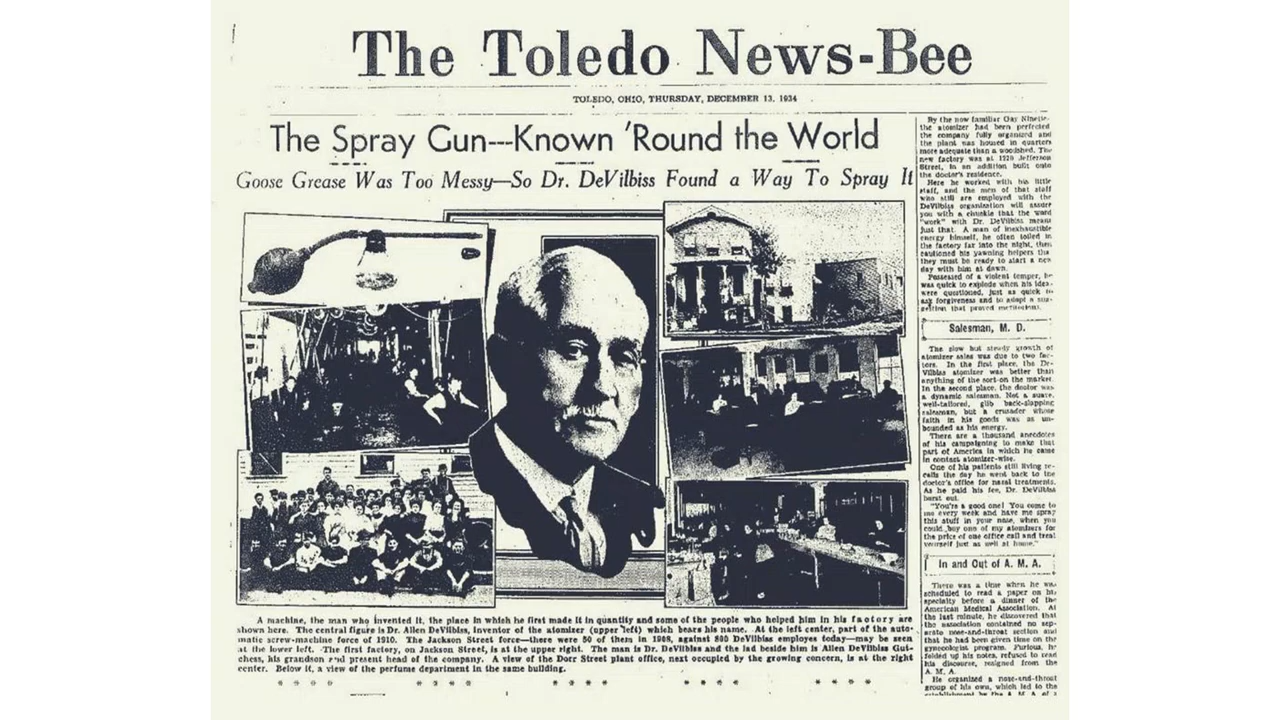 The Toledo News-Bee
TOLEDO, OHIO, THURSDAY, DECEMBER 13, 1934
The Spray Gun---Known 'Round the World
Goose Grease Was Too Messy—So Dr. DeVilbiss Found a Way To Spray It
A machine, the man who invented it, the place in which he first made it in quantity and some of the people who helped him in his factory are
shown here. The central figure is Dr. Allen DeVilbiss, inventor of the atomizer (upper left) which bears his name. At the left center, part of the auto-
matic screw-machine force of 1910. The Jackson Street force—there were 50 of them in 1908, against 800 DeVilbiss employes today—may be seen
at the lower left. The first factory, on Jackson Street, is at the upper right. The man is Dr. DeVilbiss and the lad beside him is Allen DeVilbiss Gut-
chess, his grandson and present head of the company. A view of the Dorr Street plant office, next occupied by the growing concern, is at the right
center. Below it, a view of the perfume department in the same building.
By the now familiar Gay Nineties
the atomizer had been perfected
the company fully organized and
the plant was housed in quarters
more adequate than a woodshed. The
new factory was at 1220 Jefferson
Street, in an addition built onto
the doctor's residence.
Here he worked with his little
staff, and the men of that staff
who still are employed with the
DeVilbiss organization will assure
you with a chuckle that the word
"work" with Dr. DeVilbiss means
just that. A man of inexhaustible
energy himself, he often toiled in
the factory far into the night, then
cautioned his yawning helpers that
they must be ready to start a new
day with him at dawn.
Possessed of a violent temper, he
was quick to explode when his ideas
were questioned, just as quick to
ask forgiveness and to adopt a sug-
gestion that proved meritorious.
Salesman, M. D.
The slow but steady growth of
atomizer sales was due to two fac-
tors. In the first place, the De-
Vilbiss atomizer was better than
anything of the sort on the market.
In the second place, the doctor was
a dynamic salesman. Not a suave,
well-tailored, glib back-slapping
salesman, but a crusader whose
faith in his goods was as un-
bounded as his energy.
There are a thousand anecdotes
of his campaigning to make that
part of America in which he came
in contact atomizer-wise.
One of his patients still living re-
calls the day he went back to the
doctor's office for nasal treatments.
As he paid his fee, Dr. DeVilbiss
burst out.
"You're a good one! You come to
me every week and have me spray
this stuff in your nose, when you
could buy one of my atomizers for
the price of one office call and treat
yourself just as well at home."
In and Out of A. M. A.
There was a time when he was
scheduled to read a paper on his
specialty before a dinner of the
American Medical Association. At
the last minute, he discovered that
the association contained no sep-
arate nose-and-throat section and
that he had been given time on the
gynecologist program. Furious, he
folded up his notes, refused to read
his discourse, resigned from the
A. M. A.
He organized a nose-and-throat
group of his own, which led to the
establishment by the A. M. A. of a